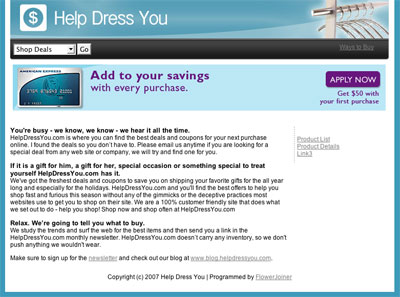 $ Help Dress You
Shop Deals Go Ways to Buy
AMERICAN EXPRESS
Add to your savings
with every purchase.
APPLY NOW
Get $50 with
your first purchase
You're busy - we know, we know - we hear it all the time.
HelpDressYou.com is where you can find the best deals and coupons for your next purchase
online. I found the deals so you don't have to. Please email us anytime if you are looking for a
special deal from any web site or company, we will try and find one for you.
Product List
Product Details
Link3
If it is a gift for him, a gift for her, special occasion or something special to treat
yourself HelpDressYou.com has it.
We've got the freshest deals and coupons to save you on shipping your favorite gifts for the all year
long and especially for the holidays. HelpDressYou.com and you'll find the best offers to help you
shop fast and furious this season without any of the gimmicks or the deceptive practices most
websites use to get you to shop on their site. We are a 100% customer friendly site that does what
we set out to do - help you shop! Shop now and shop often at HelpDressYou.com
Relax. We're going to tell you what to buy.
We study the trends and surf the web for the best items and then send you a link in the
HelpDressYou.com monthly newsletter. HelpDressYou.com doesn't carry any inventory, so we don't
push anything we wouldn't wear.
Make sure to sign up for the newsletter and check out our blog at www.blog.helpdressyou.com.
Copyright (c) 2007 Help Dress You | Programmed by FlowerJoiner